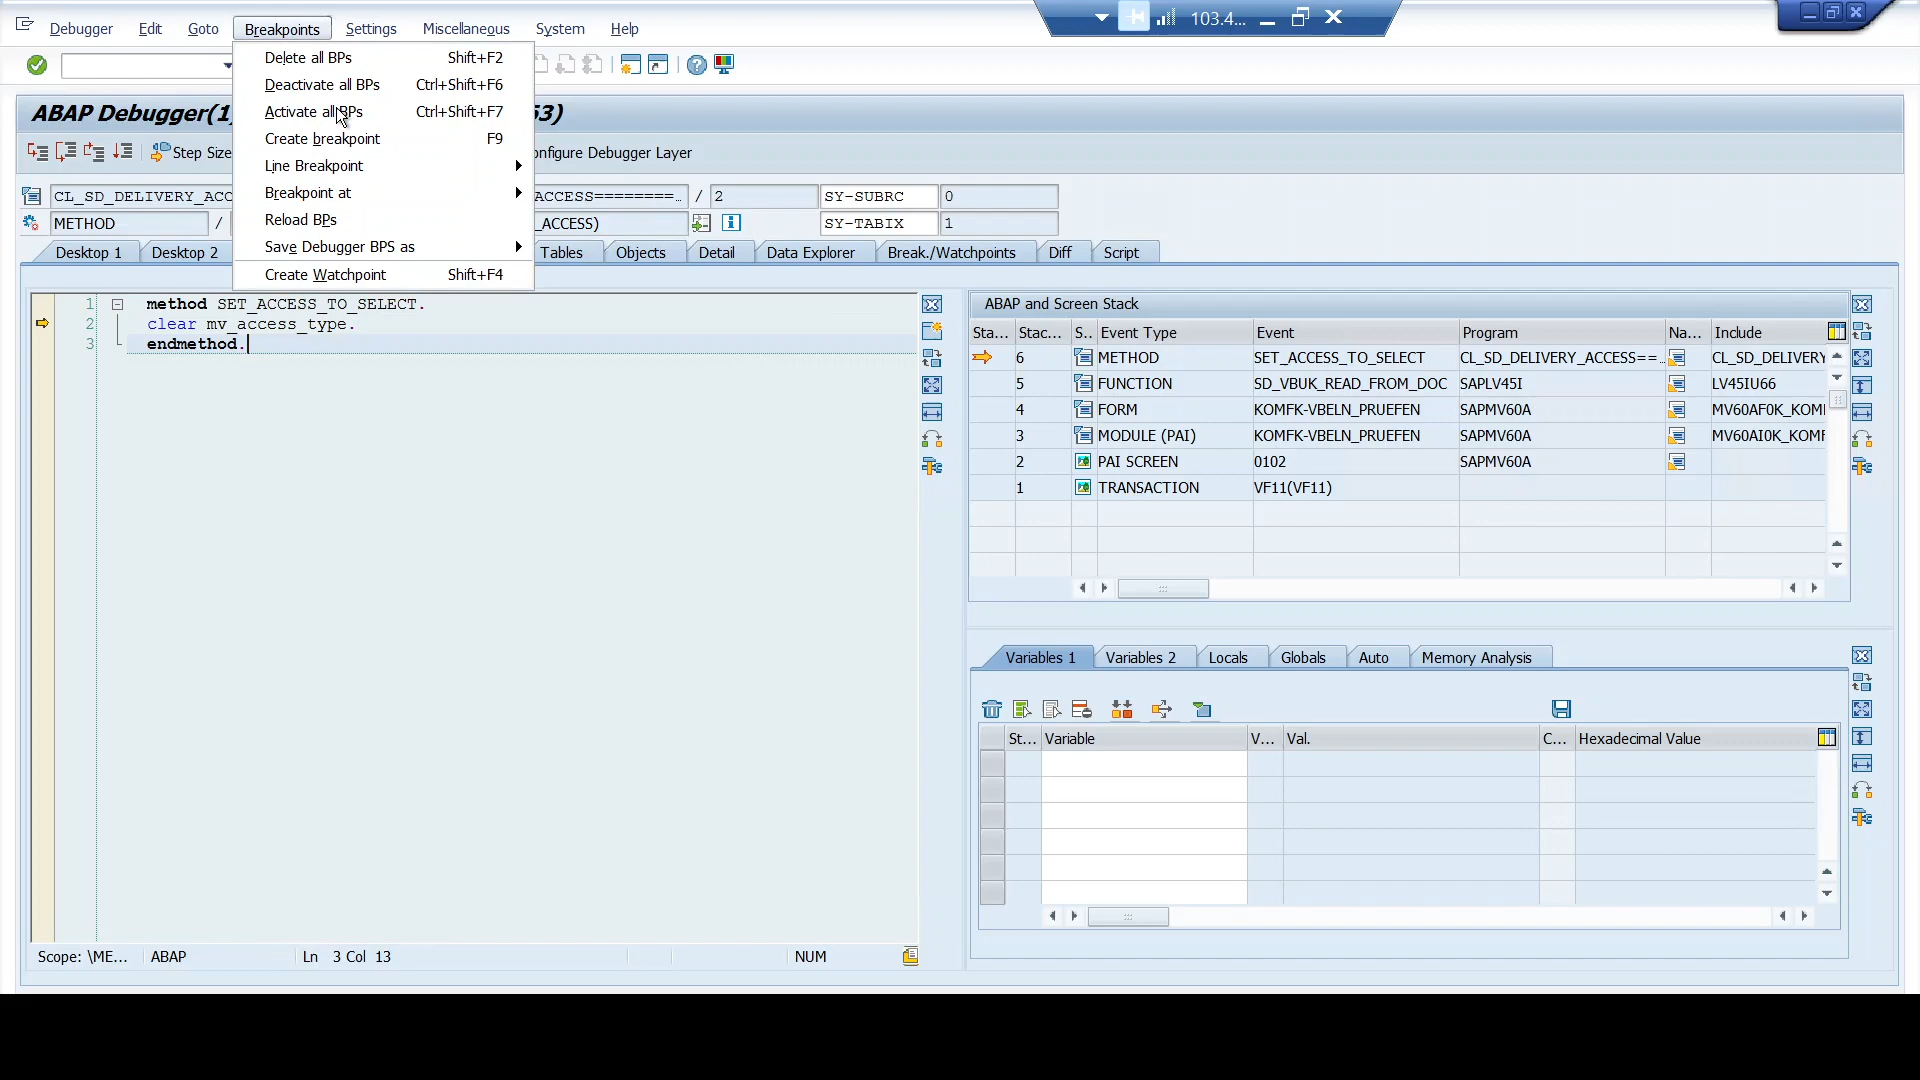 Debugger Edit Goto Breakpoints Settings Miscellaneous System Help
103.4...
Delete all BPs Shift+F2
Deactivate all BPs Ctrl+Shift+F6
Activate all BPs Ctrl+Shift+F7
Create breakpoint F9
Line Breakpoint
Breakpoint at
Reload BPs
Save Debugger BPS as
Create Watchpoint Shift+F4
ABAP Debugger(1) 53)
Step Size onfigure Debugger Layer
CL_SD_DELIVERY_ACC ACCESS========… / 2 SY-SUBRC 0
METHOD / _ACCESS) SY-TABIX 1
Desktop 1 Desktop 2 Tables Objects Detail Data Explorer Break./Watchpoints Diff Script
1 method SET_ACCESS_TO_SELECT.
2 clear mv_access_type.
3 endmethod.
Scope: \ME... ABAP Ln 3 Col 13 NUM
ABAP and Screen Stack
Sta... Stac... S.. Event Type Event Program Na... Include
6 METHOD SET_ACCESS_TO_SELECT CL_SD_DELIVERY_ACCESS==… CL_SD_DELIVERY
5 FUNCTION SD_VBUK_READ_FROM_DOC SAPLV45I LV45IU66
4 FORM KOMFK-VBELN_PRUEFEN SAPMV60A MV60AF0K_KOMI
3 MODULE (PAI) KOMFK-VBELN_PRUEFEN SAPMV60A MV60AI0K_KOMF
2 PAI SCREEN 0102 SAPMV60A
1 TRANSACTION VF11(VF11)
Variables 1 Variables 2 Locals Globals Auto Memory Analysis
St... Variable V... Val. C... Hexadecimal Value